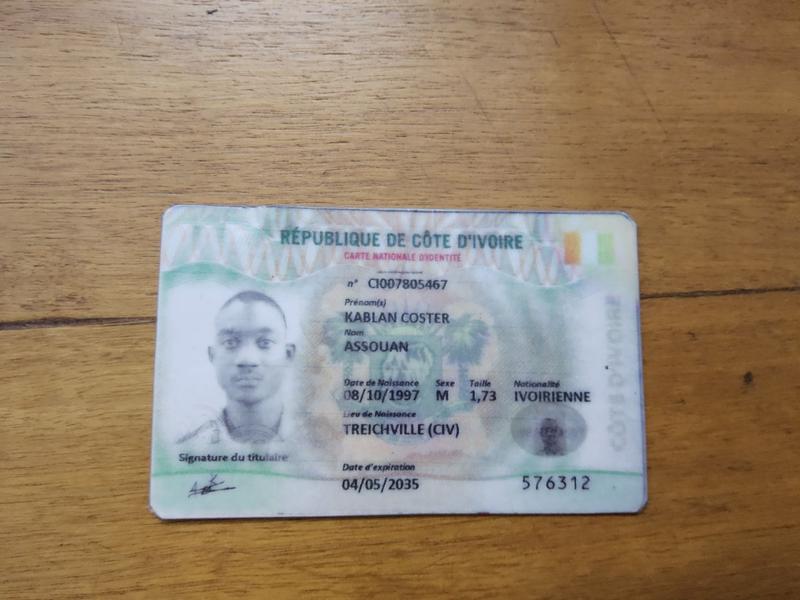 RÉPUBLIQUE DE CÔTE D'IVOIRE
CARTE NATIONALE D'IDENTITÉ
n° CI007805467
Prénom(s)
KABLAN COSTER
Nom
ASSOUAN
Date de Naissance Sexe Taille Nationalité
08/10/1997 M 1,73 IVOIRIENNE
Lieu de Naissance
TREICHVILLE (CIV)
Signature du titulaire
Date d'expiration
04/05/2035
576312
CÔTE D'IVOIRE